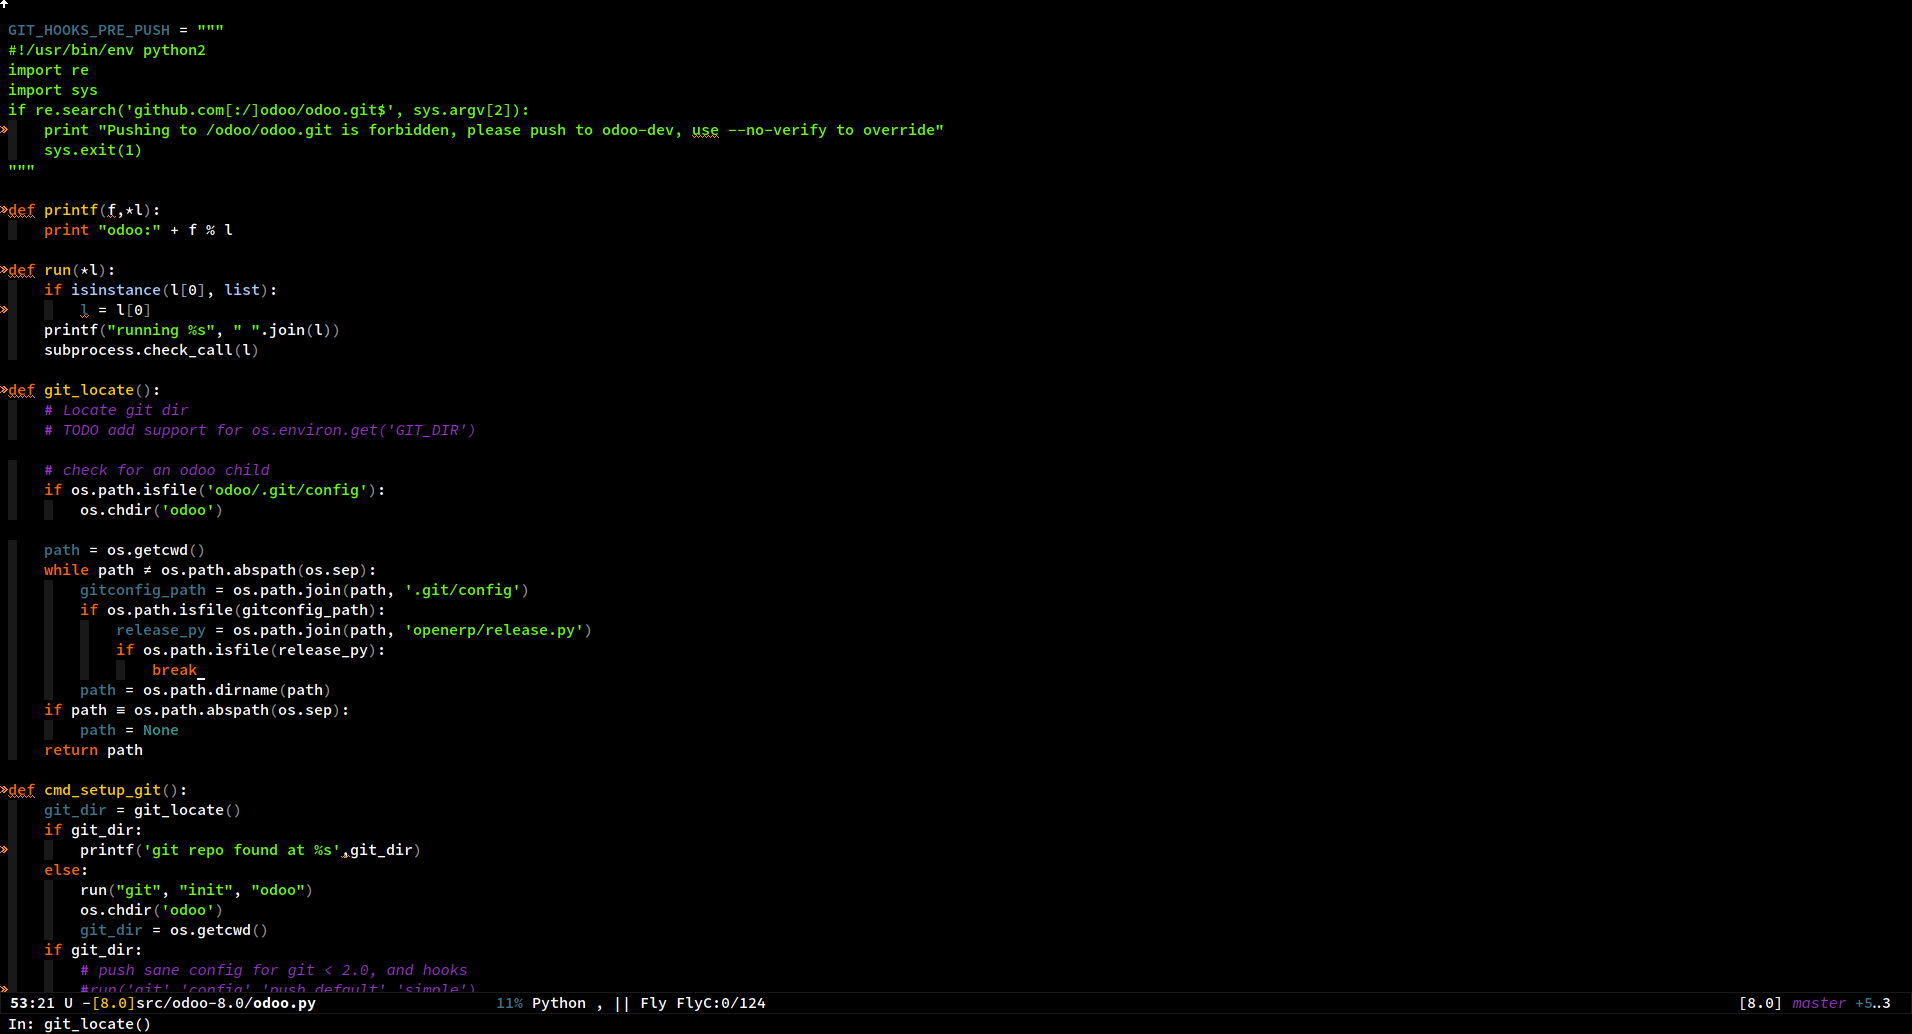 GIT_HOOKS_PRE_PUSH = """
#!/usr/bin/env python2
import re
import sys
if re.search('github.com[:/]odoo/odoo.git$', sys.argv[2]):
    print "Pushing to /odoo/odoo.git is forbidden, please push to odoo-dev, use --no-verify to override"
    sys.exit(1)
"""
def printf(f,*l):
    print "odoo:" + f % l
def run(*l):
    if isinstance(l[0], list):
        l = l[0]
    printf("running %s", " ".join(l))
    subprocess.check_call(l)
def git_locate():
    # Locate git dir
    # TODO add support for os.environ.get('GIT_DIR')
    # check for an odoo child
    if os.path.isfile('odoo/.git/config'):
        os.chdir('odoo')
    path = os.getcwd()
    while path ≠ os.path.abspath(os.sep):
        gitconfig_path = os.path.join(path, '.git/config')
        if os.path.isfile(gitconfig_path):
            release_py = os.path.join(path, 'openerp/release.py')
            if os.path.isfile(release_py):
                break
        path = os.path.dirname(path)
    if path ≡ os.path.abspath(os.sep):
        path = None
    return path
def cmd_setup_git():
    git_dir = git_locate()
    if git_dir:
        printf('git repo found at %s',git_dir)
    else:
        run("git", "init", "odoo")
        os.chdir('odoo')
        git_dir = os.getcwd()
    if git_dir:
        # push sane config for git < 2.0, and hooks
        #run('git','config','push.default','simple')
53:21 U -[8.0]src/odoo-8.0/odoo.py 11% Python , || Fly FlyC:0/124 [8.0] master +5..3
In: git_locate()